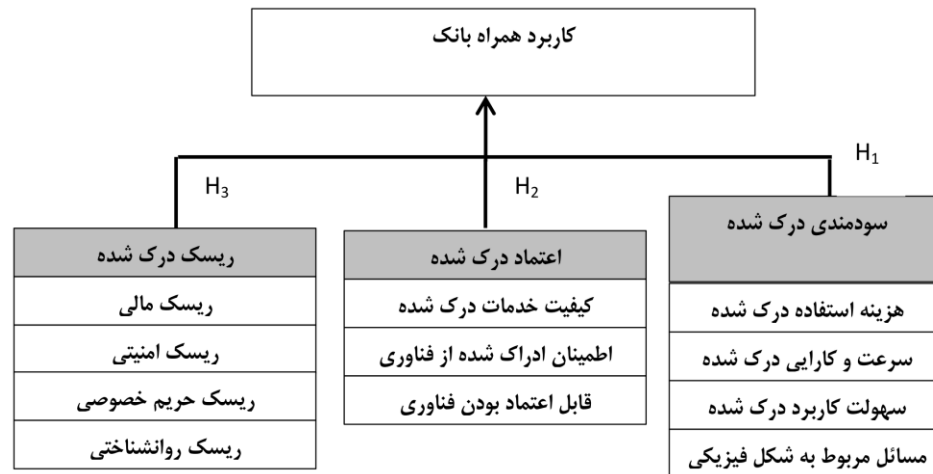 کاربرد همراه بانک
H1
H2
H3
سودمندی درک شده
هزینه استفاده درک شده
سرعت و کارایی درک شده
سهولت کاربرد درک شده
مسائل مربوط به شکل فیزیکی
اعتماد درک شده
کیفیت خدمات درک شده
اطمینان ادراک شده از فناوری
قابل اعتماد بودن فناوری
ریسک درک شده
ریسک مالی
ریسک امنیتی
ریسک حریم خصوصی
ریسک روانشناختی